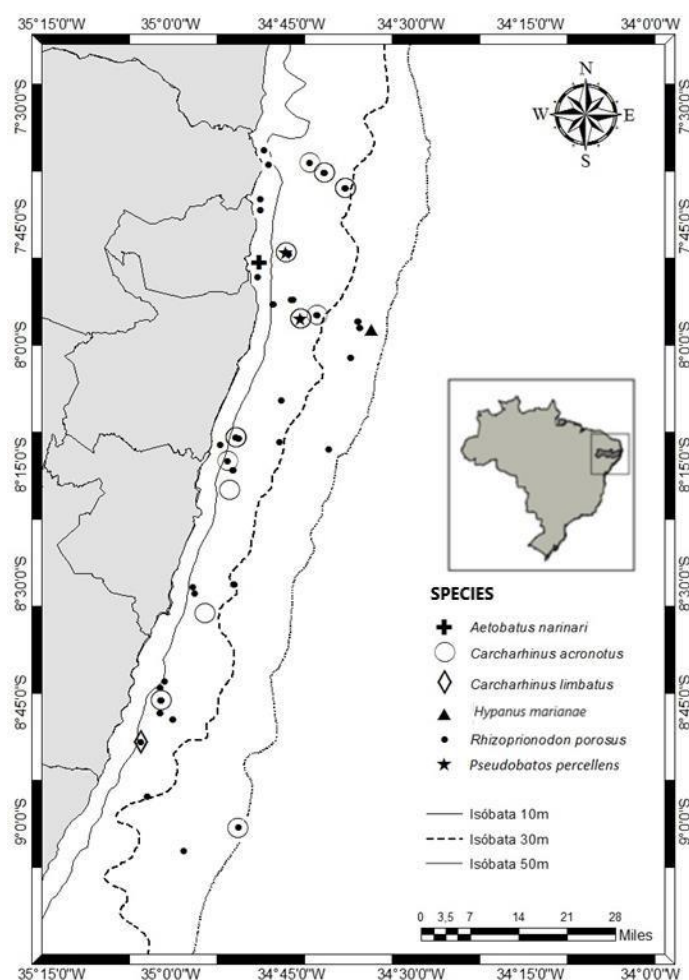 35°15'0"W 35°0'0"W 34°45'0"W 34°30'0"W 34°15'0"W 34°0'0"W
7°30'0"S 7°30'0"S
N
W E
S
7°45'0"S 7°45'0"S
8°0'0"S 8°0'0"S
8°15'0"S 8°15'0"S
8°30'0"S 8°30'0"S
SPECIES
Aetobatus narinari
Carcharhinus acronotus
Carcharhinus limbatus
8°45'0"S 8°45'0"S
Hypanus marianae
Rhizoprionodon porosus
Pseudobatos percellens
9°0'0"S 9°0'0"S
Isóbata 10m
Isóbata 30m
Isóbata 50m
0 3,5 7 14 21 28
Miles
35°15'0"W 35°0'0"W 34°45'0"W 34°30'0"W 34°15'0"W 34°0'0"W